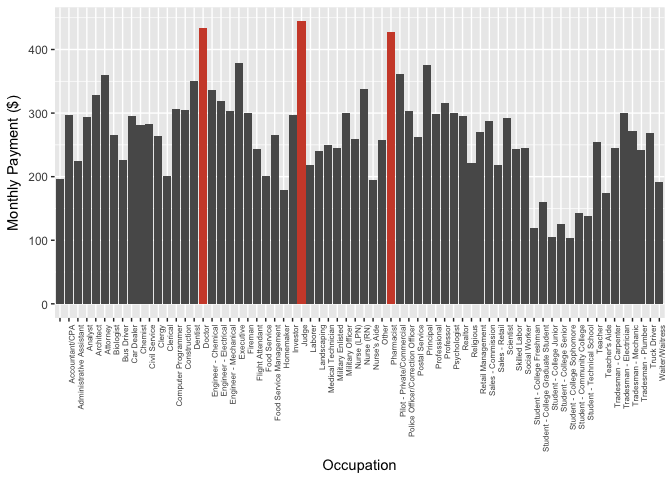 400
300
200
100
0
Monthly Payment ($)
Accountant/CPA
Administrative Assistant
Analyst
Architect
Attorney
Biologist
Bus Driver
Car Dealer
Chemist
Civil Service
Clergy
Clerical
Computer Programmer
Construction
Dentist
Doctor
Engineer - Chemical
Engineer - Electrical
Engineer - Mechanical
Executive
Fireman
Flight Attendant
Food Service
Food Service Management
Homemaker
Investor
Judge
Laborer
Landscaping
Medical Technician
Military Enlisted
Military Officer
Nurse (LPN)
Nurse (RN)
Nurse's Aide
Other
Pharmacist
Pilot - Private/Commercial
Police Officer/Correction Officer
Postal Service
Principal
Professional
Professor
Psychologist
Realtor
Religious
Retail Management
Sales - Commission
Sales - Retail
Scientist
Skilled Labor
Social Worker
Student - College Freshman
Student - College Graduate Student
Student - College Junior
Student - College Senior
Student - College Sophomore
Student - Community College
Student - Technical School
Teacher
Teacher's Aide
Tradesman - Carpenter
Tradesman - Electrician
Tradesman - Mechanic
Tradesman - Plumber
Truck Driver
Waiter/Waitress
Occupation